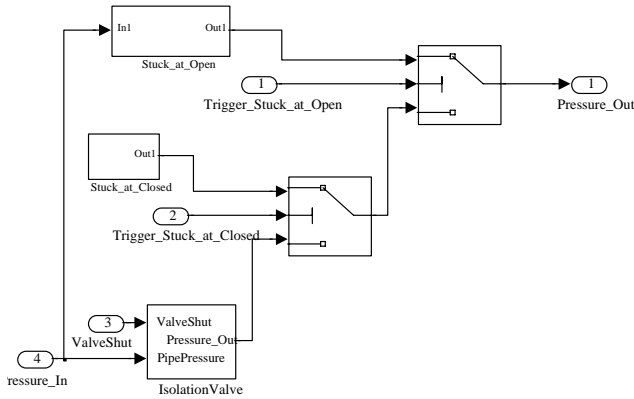 In1
Out1
Stuck_at_Open
1
Trigger_Stuck_at_Open
1
Pressure_Out
Out1
Stuck_at_Closed
2
Trigger_Stuck_at_Closed
3
ValveShut
ValveShut
Pressure_Ou
PipePressure
4
ressure_In
IsolationValve